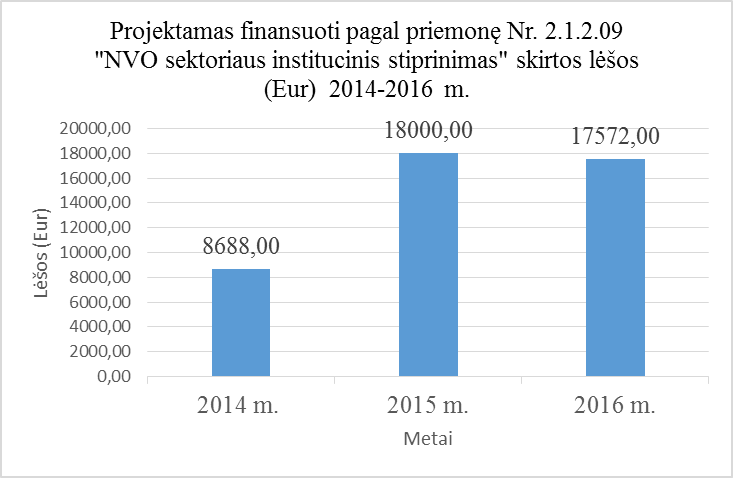 Projektamas finansuoti pagal priemonę Nr. 2.1.2.09
"NVO sektoriaus institucinis stiprinimas" skirtos lėšos
(Eur) 2014-2016 m.
20000,00
18000,00
16000,00
14000,00
12000,00
10000,00
8000,00
6000,00
4000,00
2000,00
0,00
Lėšos (Eur)
8688,00
18000,00
17572,00
2014 m.
2015 m.
2016 m.
Metai